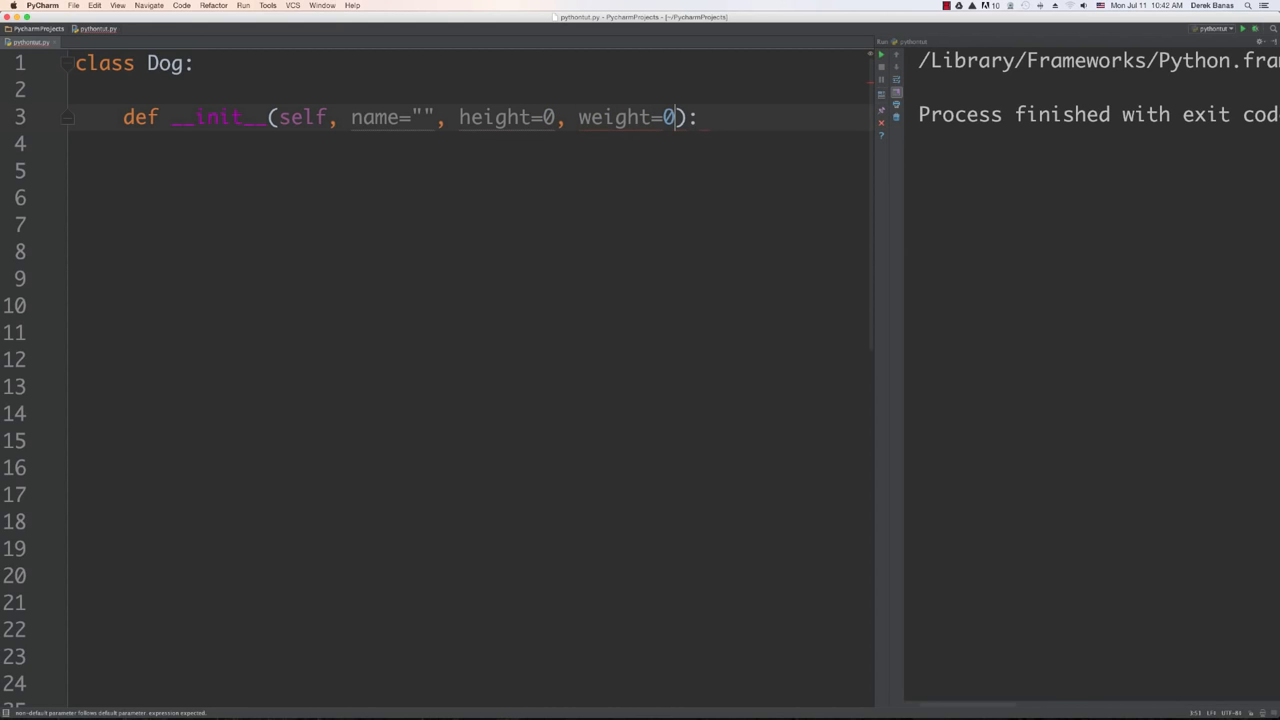 PyCharm File Edit View Navigate Code Refactor Run Tools VCS Window Help
10 Mon Jul 11 10:42 AM Derek Banas
pythontut.py - PycharmProjects - [~/PycharmProjects]
PycharmProjects pythontut.py
pythontut
pythontut.py
Run: pythontut
1 class Dog:
2
3 def __init__(self, name="", height=0, weight=0):
4
5
6
7
8
9
10
11
12
13
14
15
16
17
18
19
20
21
22
23
24
/Library/Frameworks/Python.fra
Process finished with exit cod
non-default parameter follows default parameter. expression expected.
3:51 LF÷ UTF-8÷